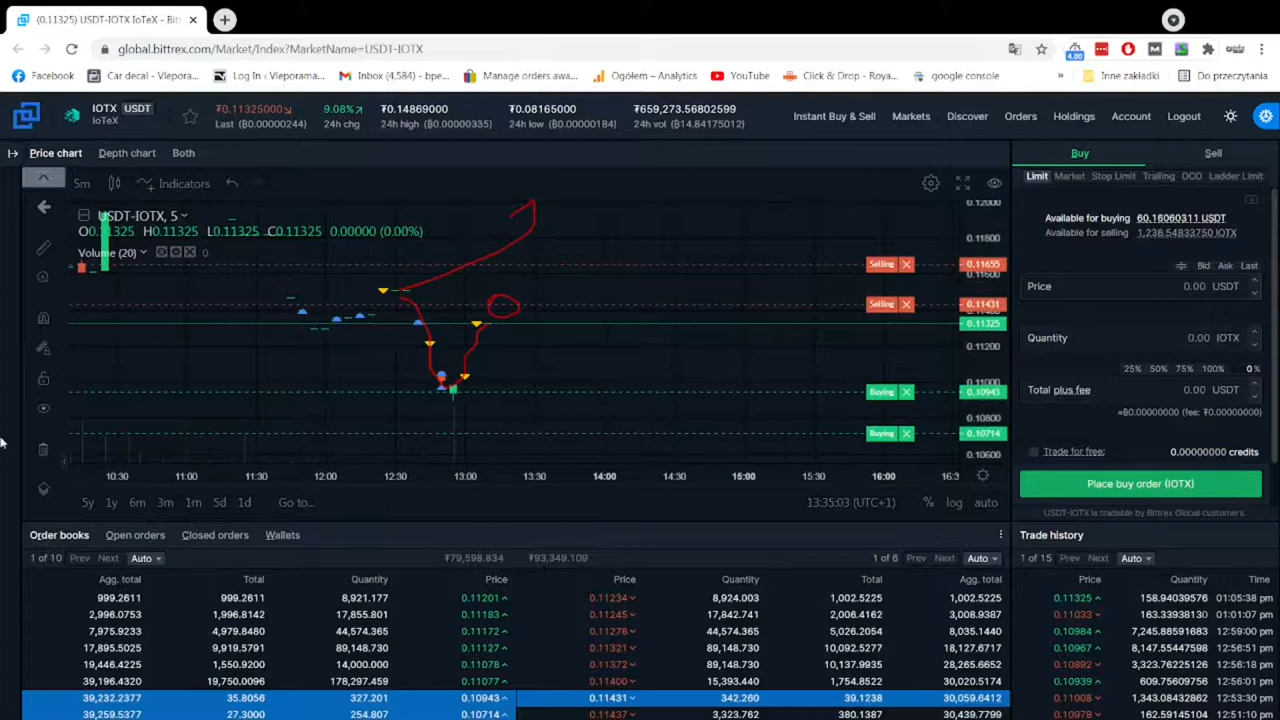 (0.11325) USDT-IOTX IoTeX - Bit
global.bittrex.com/Market/Index?MarketName=USDT-IOTX
4.00
Facebook Car decal – Vlepora... Log In ‹ Vleporama... Inbox (4,584) - bpe... Manage orders awa... Ogółem – Analytics YouTube Click & Drop - Roya... google console » Inne zakładki Do przeczytania
IOTX USDT ₮0.11325000↘ 9.08%↗ ₮0.14869000 ₮0.08165000 ₮659,273.56802599
IoTeX Last (₿0.00000244) 24h chg 24h high (₿0.00000335) 24h low (₿0.00000184) 24h vol (₿14.84175012)
Instant Buy & Sell Markets Discover Orders Holdings Account Logout
Price chart Depth chart Both
5m Indicators
USDT-IOTX, 5
O0.11325 H0.11325 L0.11325 C0.11325 0.00000 (0.00%)
Volume (20) 0
0.12000
0.11800
Selling 0.11655
0.11600
Selling 0.11431
0.11325
0.11200
0.11000
Buying 0.10943
0.10800
Buying 0.10714
0.10600
10:30 11:00 11:30 12:00 12:30 13:00 13:30 14:00 14:30 15:00 15:30 16:00 16:3
5y 1y 6m 3m 1m 5d 1d Go to... 13:35:03 (UTC+1) % log auto
Buy Sell
Limit Market Stop Limit Trailing OCO Ladder Limit
Available for buying 60.16060311 USDT
Available for selling 1,236.54833750 IOTX
Bid Ask Last
Price 0.00 USDT
Quantity 0.00 IOTX
25% 50% 75% 100% 0 %
Total plus fee 0.00 USDT
≈₿0.00000000 (fee: ₮0.00000000)
Trade for free: 0.00000000 credits
Place buy order (IOTX)
USDT-IOTX is tradable by Bittrex Global customers.
Order books Open orders Closed orders Wallets
1 of 10 Prev Next Auto ₮79,598.834 ₮93,349.109 1 of 6 Prev Next Auto
Agg. total Total Quantity Price Price Quantity Total Agg. total
999.2611 999.2611 8,921.177 0.11201 0.11234 8,924.003 1,002.5225 1,002.5225
2,996.0753 1,996.8142 17,855.801 0.11183 0.11245 17,842.741 2,006.4162 3,008.9387
7,975.9233 4,979.8480 44,574.365 0.11172 0.11276 44,574.365 5,026.2054 8,035.1440
17,895.5025 9,919.5791 89,148.730 0.11127 0.11321 89,148.730 10,092.5277 18,127.6717
19,446.4225 1,550.9200 14,000.000 0.11078 0.11372 89,148.730 10,137.9935 28,265.6652
39,196.4320 19,750.0096 178,297.459 0.11077 0.11400 15,393.440 1,754.8522 30,020.5174
39,232.2377 35.8056 327.201 0.10943 0.11431 342.260 39.1238 30,059.6412
39,259.5377 27.3000 254.807 0.10714 0.11437 3,323.762 380.1387 30,439.7799
Trade history
1 of 15 Prev Next Auto
Price Quantity Time
0.11325 158.94039576 01:05:38 pm
0.11033 163.33938130 01:01:07 pm
0.10984 7,245.88591683 12:59:00 pm
0.10967 8,147.55447598 12:56:51 pm
0.10892 3,323.76225126 12:56:18 pm
0.10939 609.75609756 12:56:01 pm
0.11008 1,343.08432862 12:53:30 pm
0.10978 162.59145104 12:51:10 pm